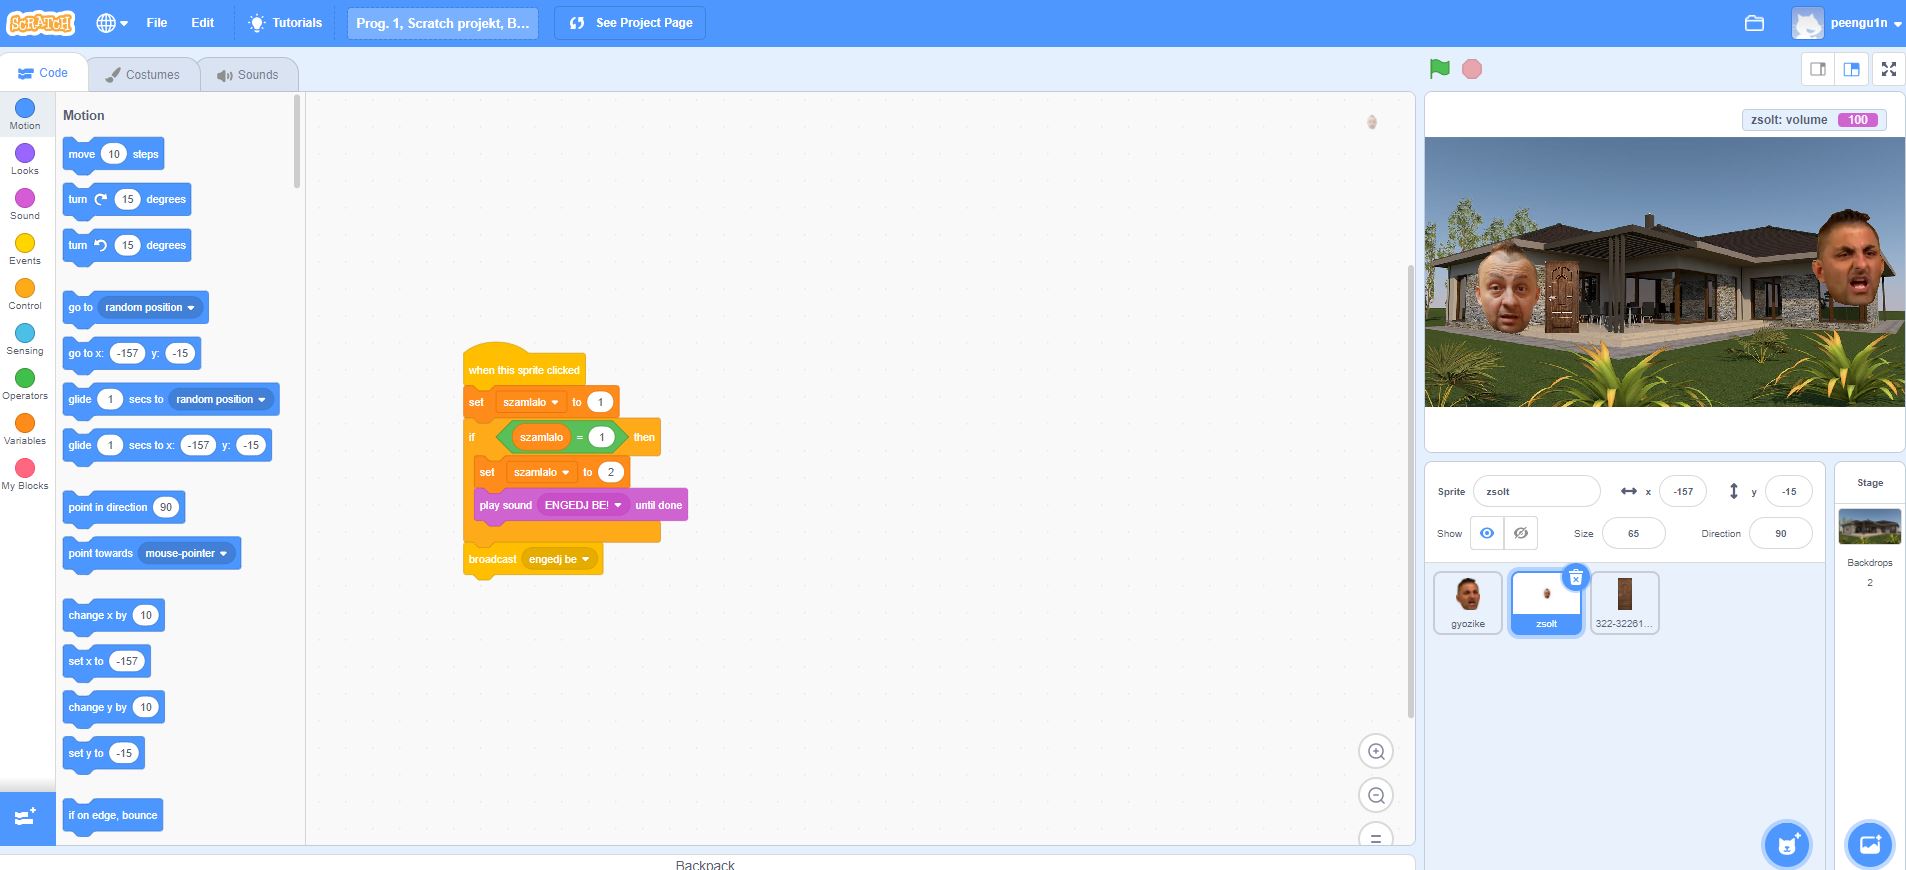 SCRATCH
File
Edit
Tutorials
Prog. 1, Scratch projekt, B...
See Project Page
peengu1n
Code
Costumes
Sounds
Motion
Looks
Sound
Events
Control
Sensing
Operators
Variables
My Blocks
Motion
move 10 steps
turn 15 degrees
turn 15 degrees
go to random position
go to x: -157 y: -15
glide 1 secs to random position
glide 1 secs to x: -157 y: -15
point in direction 90
point towards mouse-pointer
change x by 10
set x to -157
change y by 10
set y to -15
if on edge, bounce
when this sprite clicked
set szamlalo to 1
if szamlalo = 1 then
set szamlalo to 2
play sound ENGEDJ BE! until done
broadcast engedj be
Backpack
zsolt: volume 100
Sprite zsolt x -157 y -15
Show Size 65 Direction 90
gyozike
zsolt
322-32261...
Stage
Backdrops
2